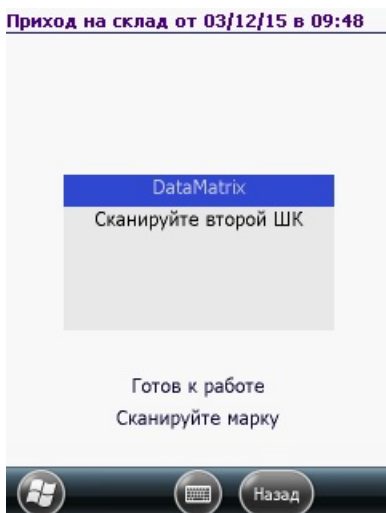 Приход на склад от 03/12/15 в 09:48
DataMatrix
Сканируйте второй ШК
Готов к работе
Сканируйте марку
Назад